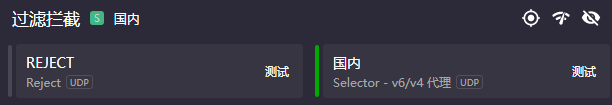 过滤拦截 S 国内
REJECT
Reject UDP
测试
国内
Selector - v6/v4 代理 UDP
测试